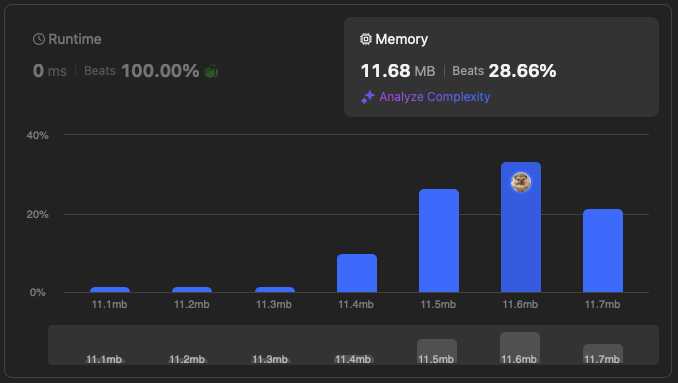 Runtime
0 ms | Beats 100.00%
Memory
11.68 MB | Beats 28.66%
Analyze Complexity
40%
20%
0%
11.1mb 11.2mb 11.3mb 11.4mb 11.5mb 11.6mb 11.7mb
11.1mb 11.2mb 11.3mb 11.4mb 11.5mb 11.6mb 11.7mb